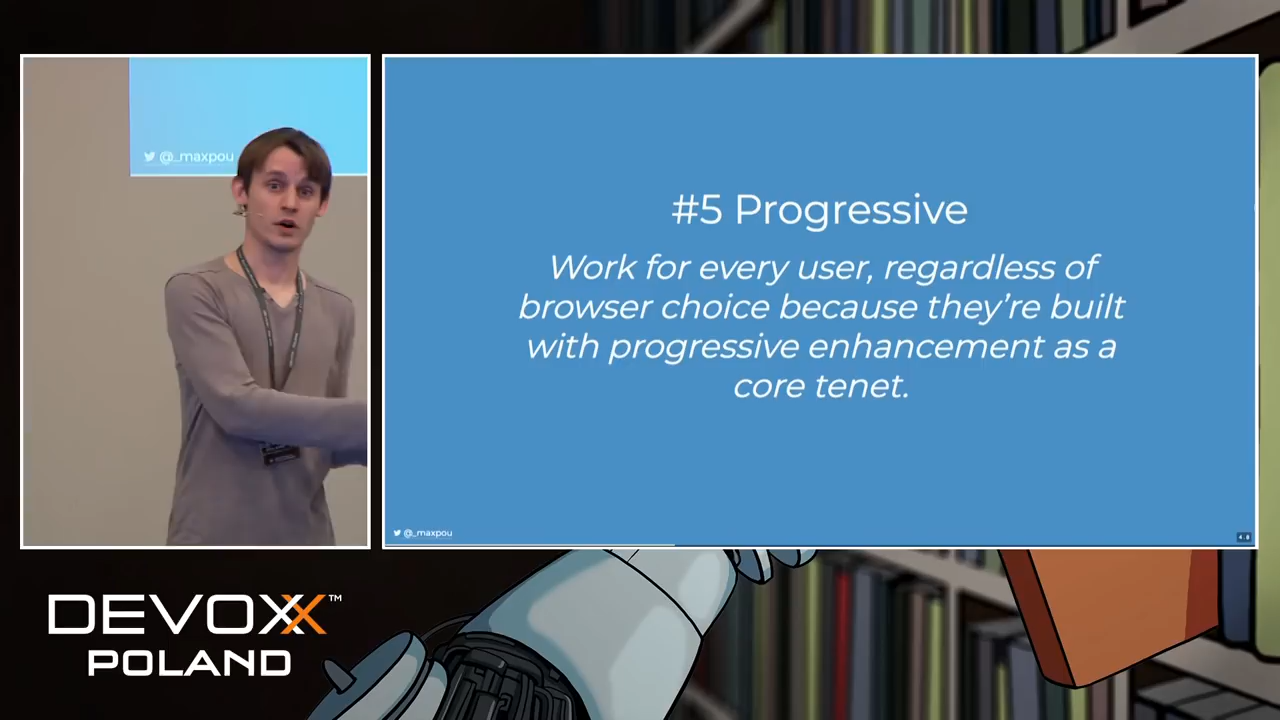 @_maxpou
#5 Progressive
Work for every user, regardless of
browser choice because they're built
with progressive enhancement as a
core tenet.
@_maxpou
DEVOXX™
POLAND